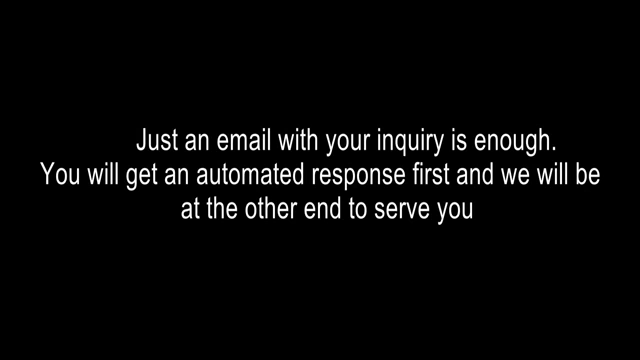 Just an email with your inquiry is enough.
You will get an automated response first and we will be
at the other end to serve you